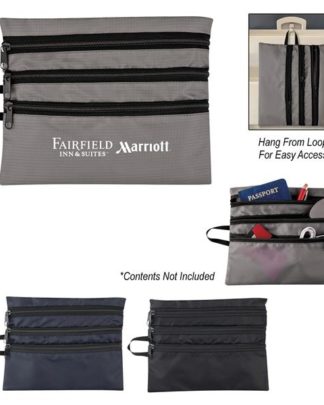 FAIRFIELD Marriott
INN & SUITES
Hang From Loop
For Easy Access
PASSPORT
*Contents Not Included